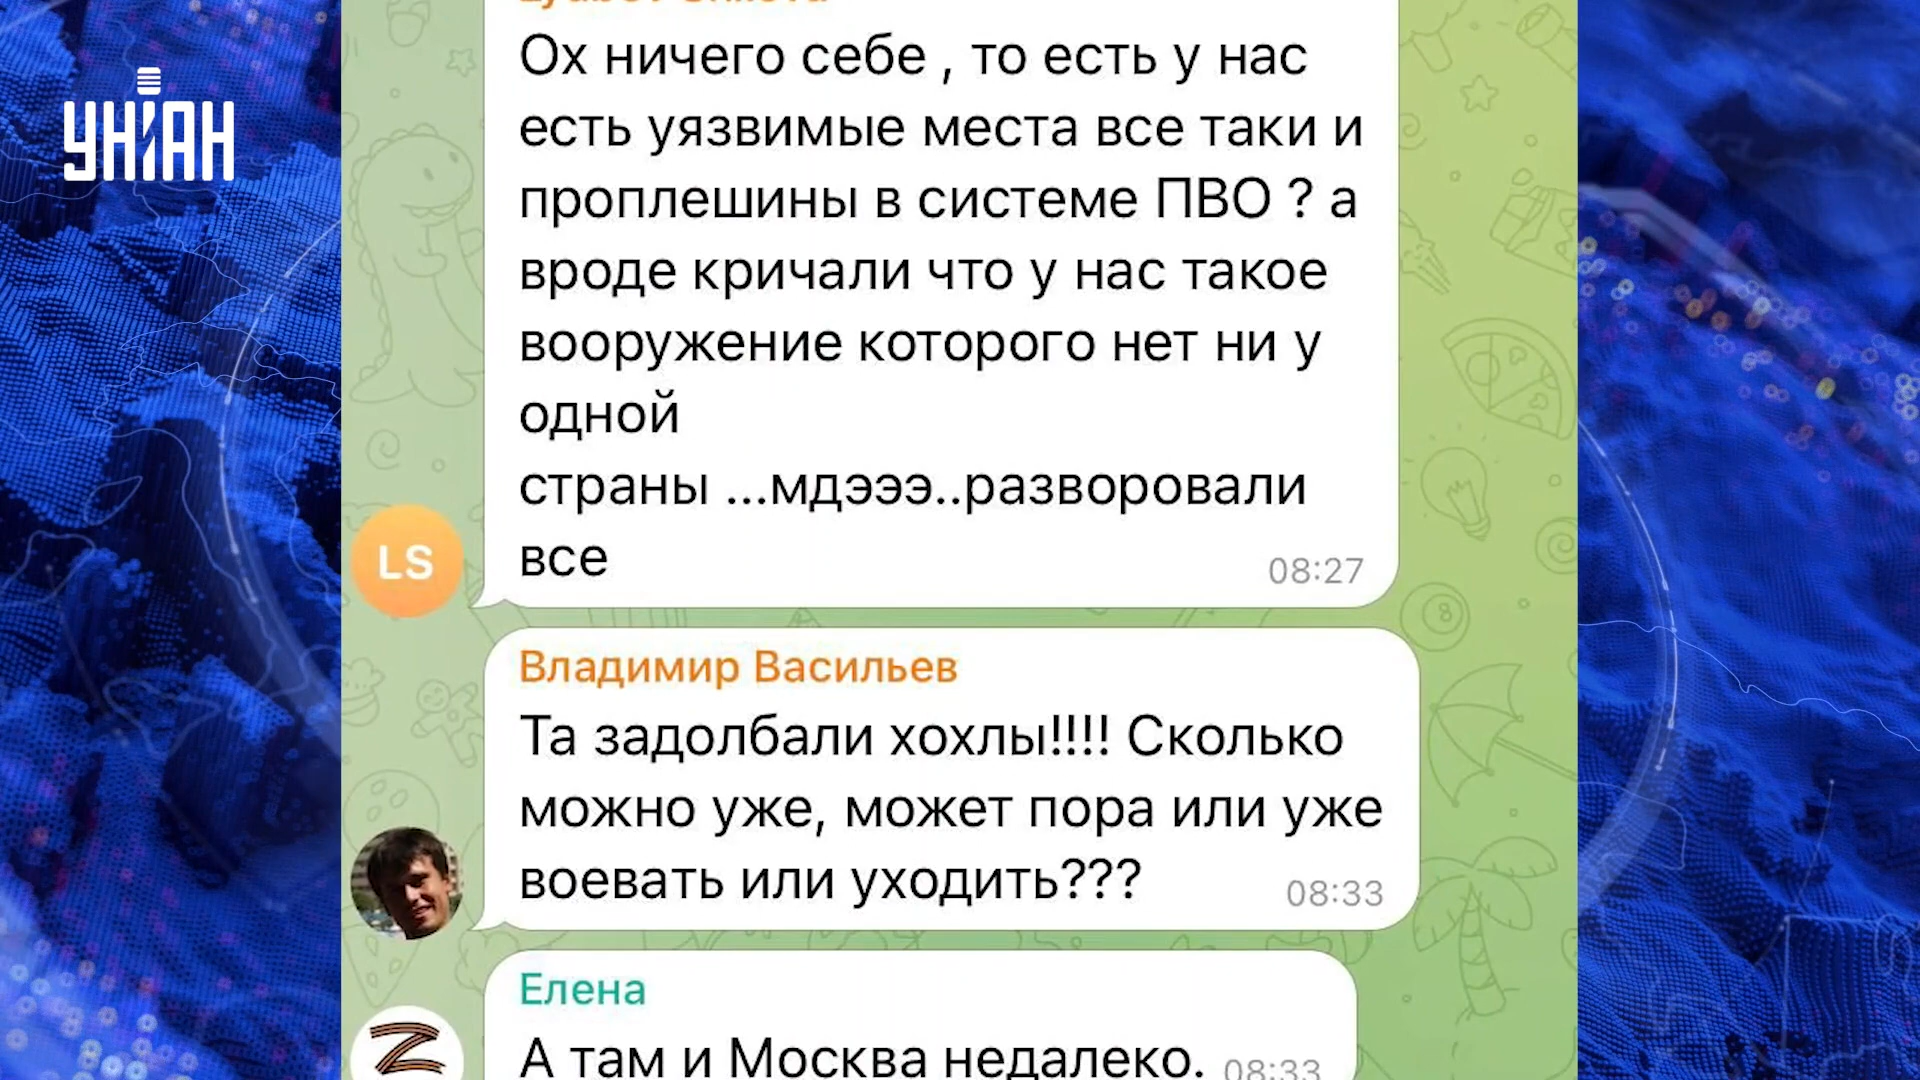 УНІАН
Ох ничего себе , то есть у нас
есть уязвимые места все таки и
проплешины в системе ПВО ? а
вроде кричали что у нас такое
вооружение которого нет ни у
одной
страны ...мдэээ..разворовали
все
08:27
LS
Владимир Васильев
Та задолбали хохлы!!!! Сколько
можно уже, может пора или уже
воевать или уходить???
08:33
Елена
А там и Москва недалеко. 08:33
Z